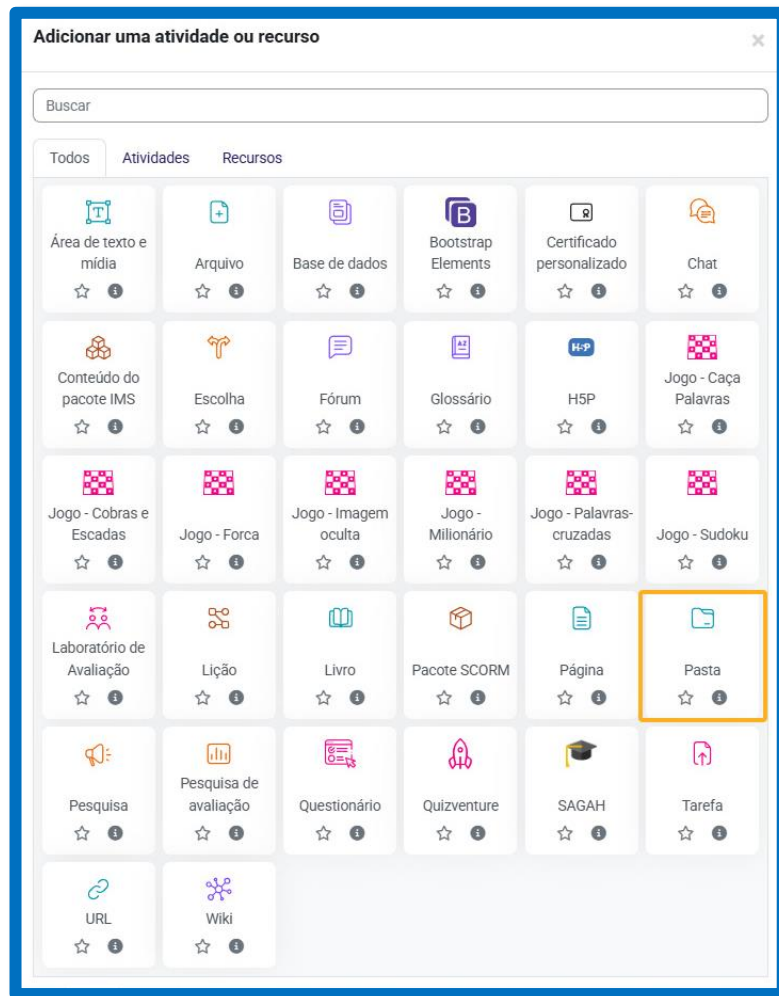 Adicionar uma atividade ou recurso
×
Buscar
Todos Atividades Recursos
Área de texto e
mídia
Arquivo
Base de dados
B
Bootstrap
Elements
Certificado
personalizado
Chat
Conteúdo do
pacote IMS
Escolha
Fórum
Glossário
H5P
H5P
Jogo - Caça
Palavras
Jogo - Cobras e
Escadas
Jogo - Forca
Jogo - Imagem
oculta
Jogo -
Milionário
Jogo - Palavras-
cruzadas
Jogo - Sudoku
Laboratório de
Avaliação
Lição
Livro
Pacote SCORM
Página
Pasta
Pesquisa
Pesquisa de
avaliação
Questionário
Quizventure
SAGAH
Tarefa
URL
Wiki